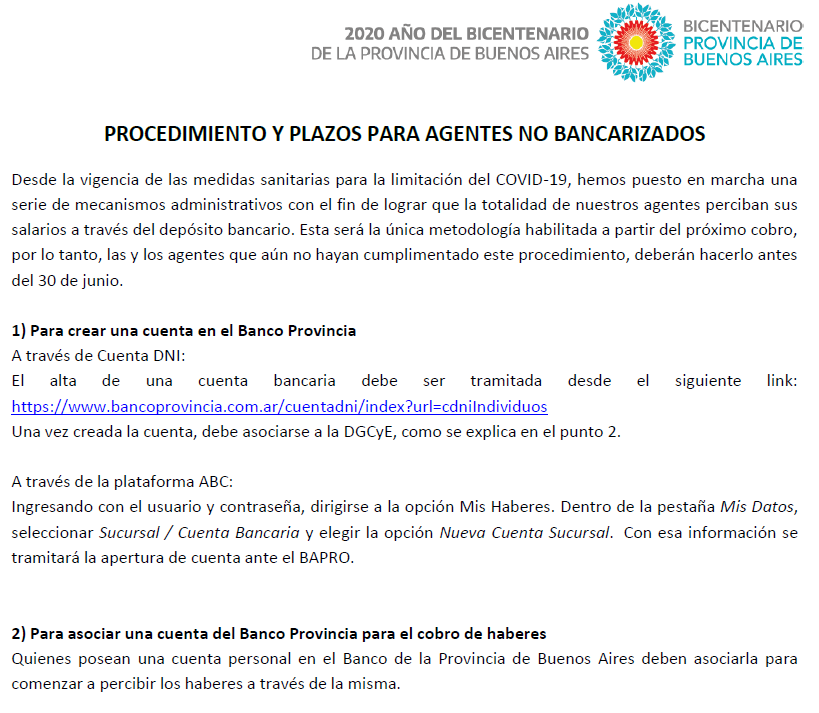 2020 AÑO DEL BICENTENARIO
DE LA PROVINCIA DE BUENOS AIRES
BICENTENARIO
PROVINCIA DE
BUENOS AIRES
PROCEDIMIENTO Y PLAZOS PARA AGENTES NO BANCARIZADOS
Desde la vigencia de las medidas sanitarias para la limitación del COVID-19, hemos puesto en marcha una
serie de mecanismos administrativos con el fin de lograr que la totalidad de nuestros agentes perciban sus
salarios a través del depósito bancario. Esta será la única metodología habilitada a partir del próximo cobro,
por lo tanto, las y los agentes que aún no hayan cumplimentado este procedimiento, deberán hacerlo antes
del 30 de junio.
1) Para crear una cuenta en el Banco Provincia
A través de Cuenta DNI:
El alta de una cuenta bancaria debe ser tramitada desde el siguiente link:
https://www.bancoprovincia.com.ar/cuentadni/index?url=cdniIndividuos
Una vez creada la cuenta, debe asociarse a la DGCyE, como se explica en el punto 2.
A través de la plataforma ABC:
Ingresando con el usuario y contraseña, dirigirse a la opción Mis Haberes. Dentro de la pestaña Mis Datos,
seleccionar Sucursal / Cuenta Bancaria y elegir la opción Nueva Cuenta Sucursal. Con esa información se
tramitará la apertura de cuenta ante el BAPRO.
2) Para asociar una cuenta del Banco Provincia para el cobro de haberes
Quienes posean una cuenta personal en el Banco de la Provincia de Buenos Aires deben asociarla para
comenzar a percibir los haberes a través de la misma.